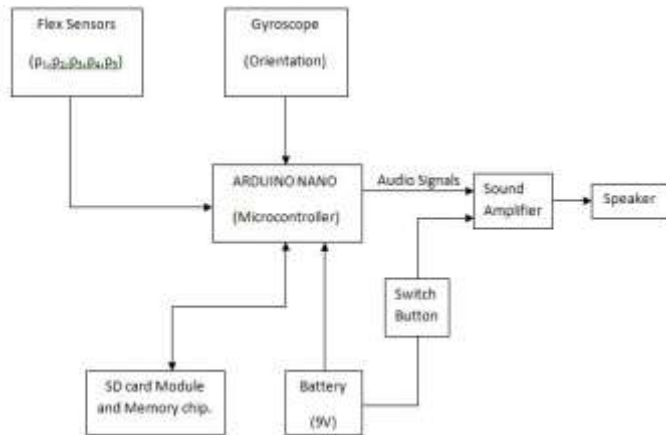 Flex Sensors
(p₁,p₂,p₃,p₄,p₅)
Gyroscope
(Orientation)
ARDUINO NANO
(Microcontroller)
Audio Signals
Sound
Amplifier
Speaker
Switch
Button
SD card Module
and Memory chip.
Battery
(9V)